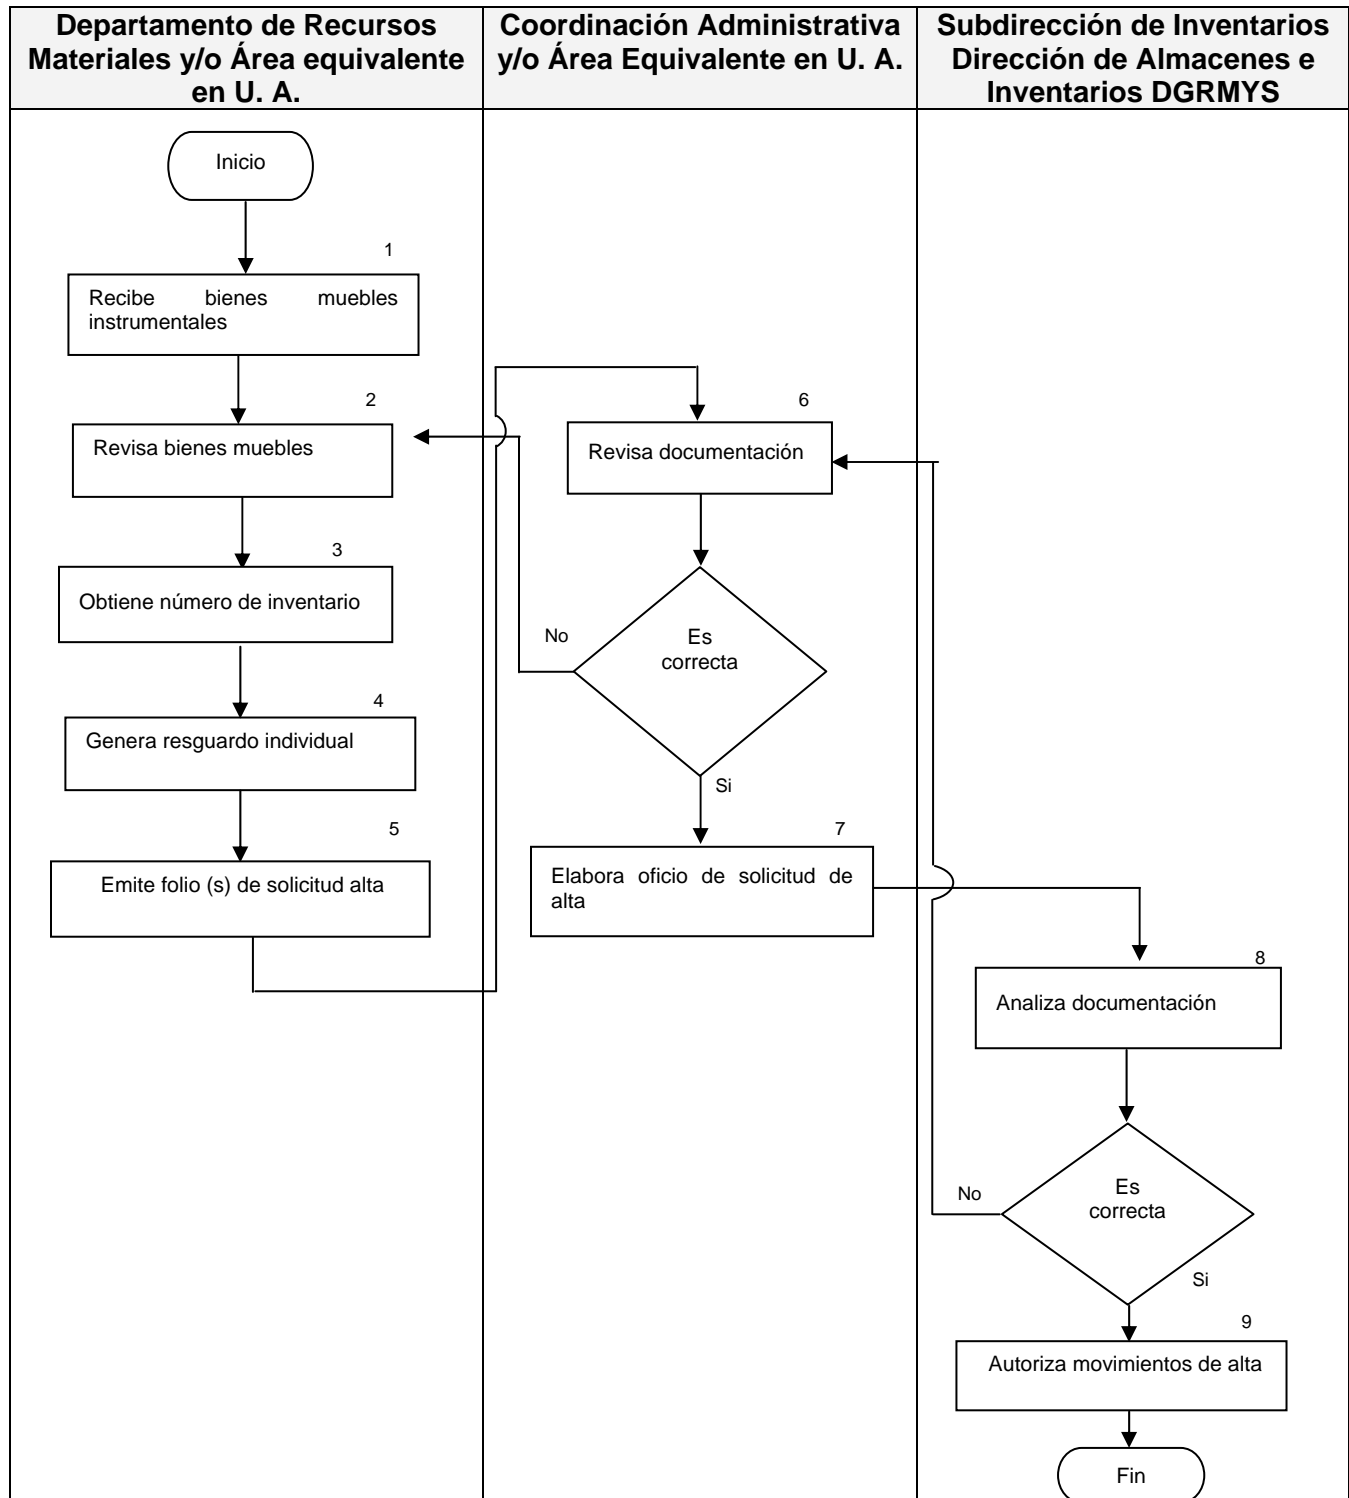 Departamento de Recursos
Materiales y/o Área equivalente
en U. A.
Coordinación Administrativa
y/o Área Equivalente en U. A.
Subdirección de Inventarios
Dirección de Almacenes e
Inventarios DGRMYS
Inicio
1
Recibe bienes muebles
instrumentales
2
Revisa bienes muebles
3
Obtiene número de inventario
4
Genera resguardo individual
5
Emite folio (s) de solicitud alta
6
Revisa documentación
No
Es
correcta
Si
7
Elabora oficio de solicitud de
alta
8
Analiza documentación
No
Es
correcta
Si
9
Autoriza movimientos de alta
Fin